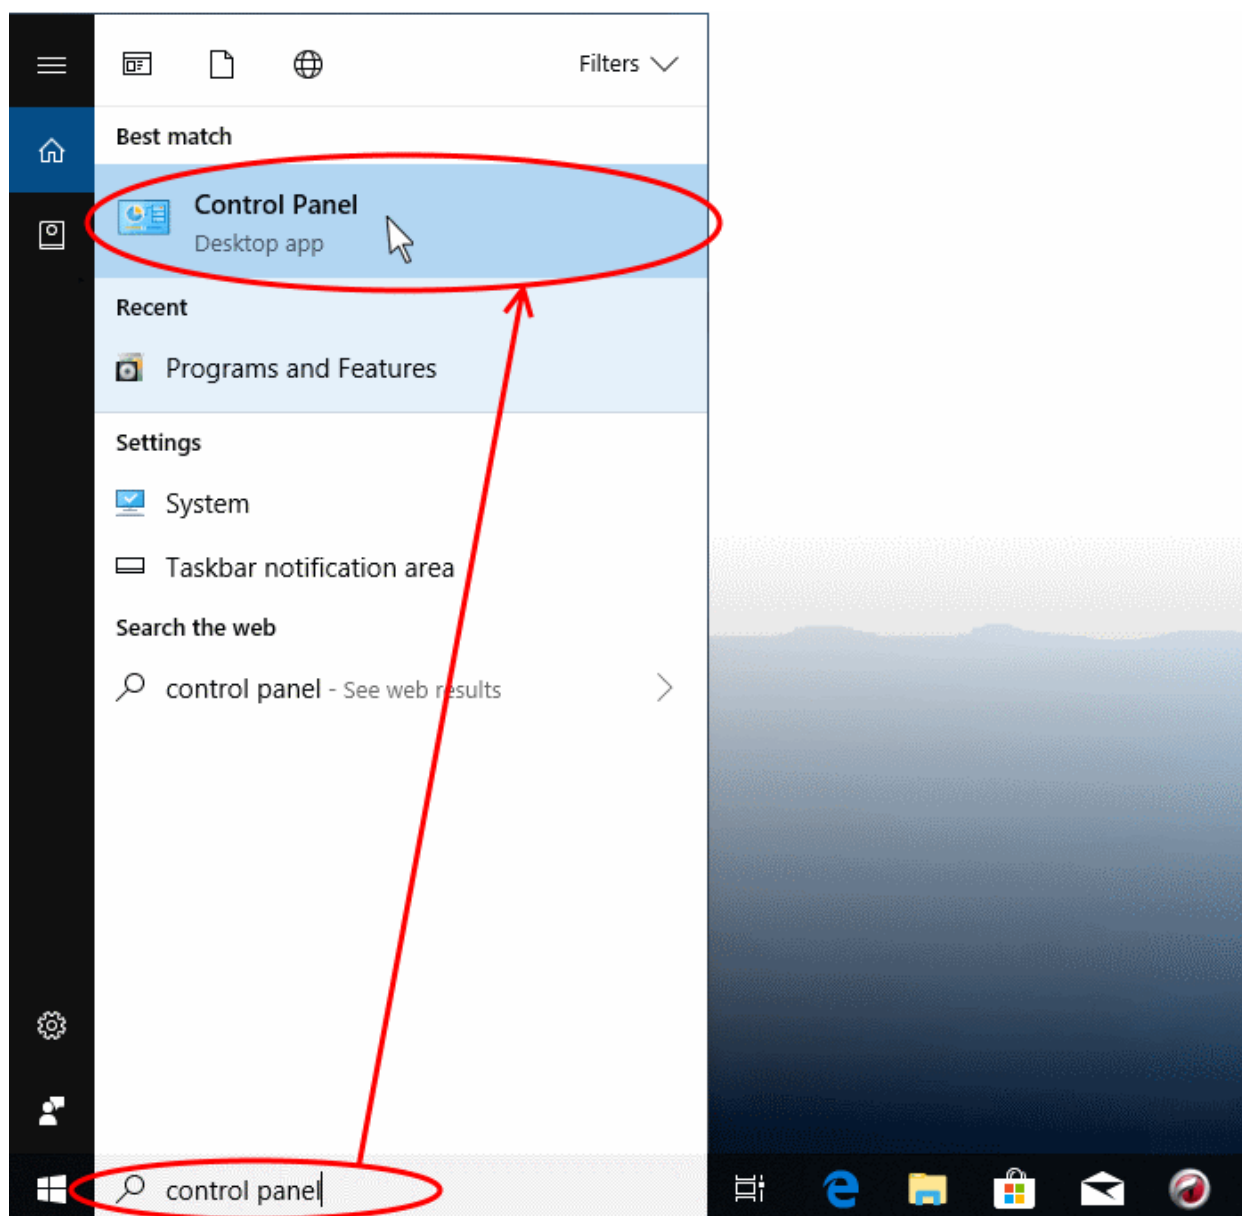 Filters
Best match
Control Panel
Desktop app
Recent
Programs and Features
Settings
System
Taskbar notification area
Search the web
control panel - See web results
control panel